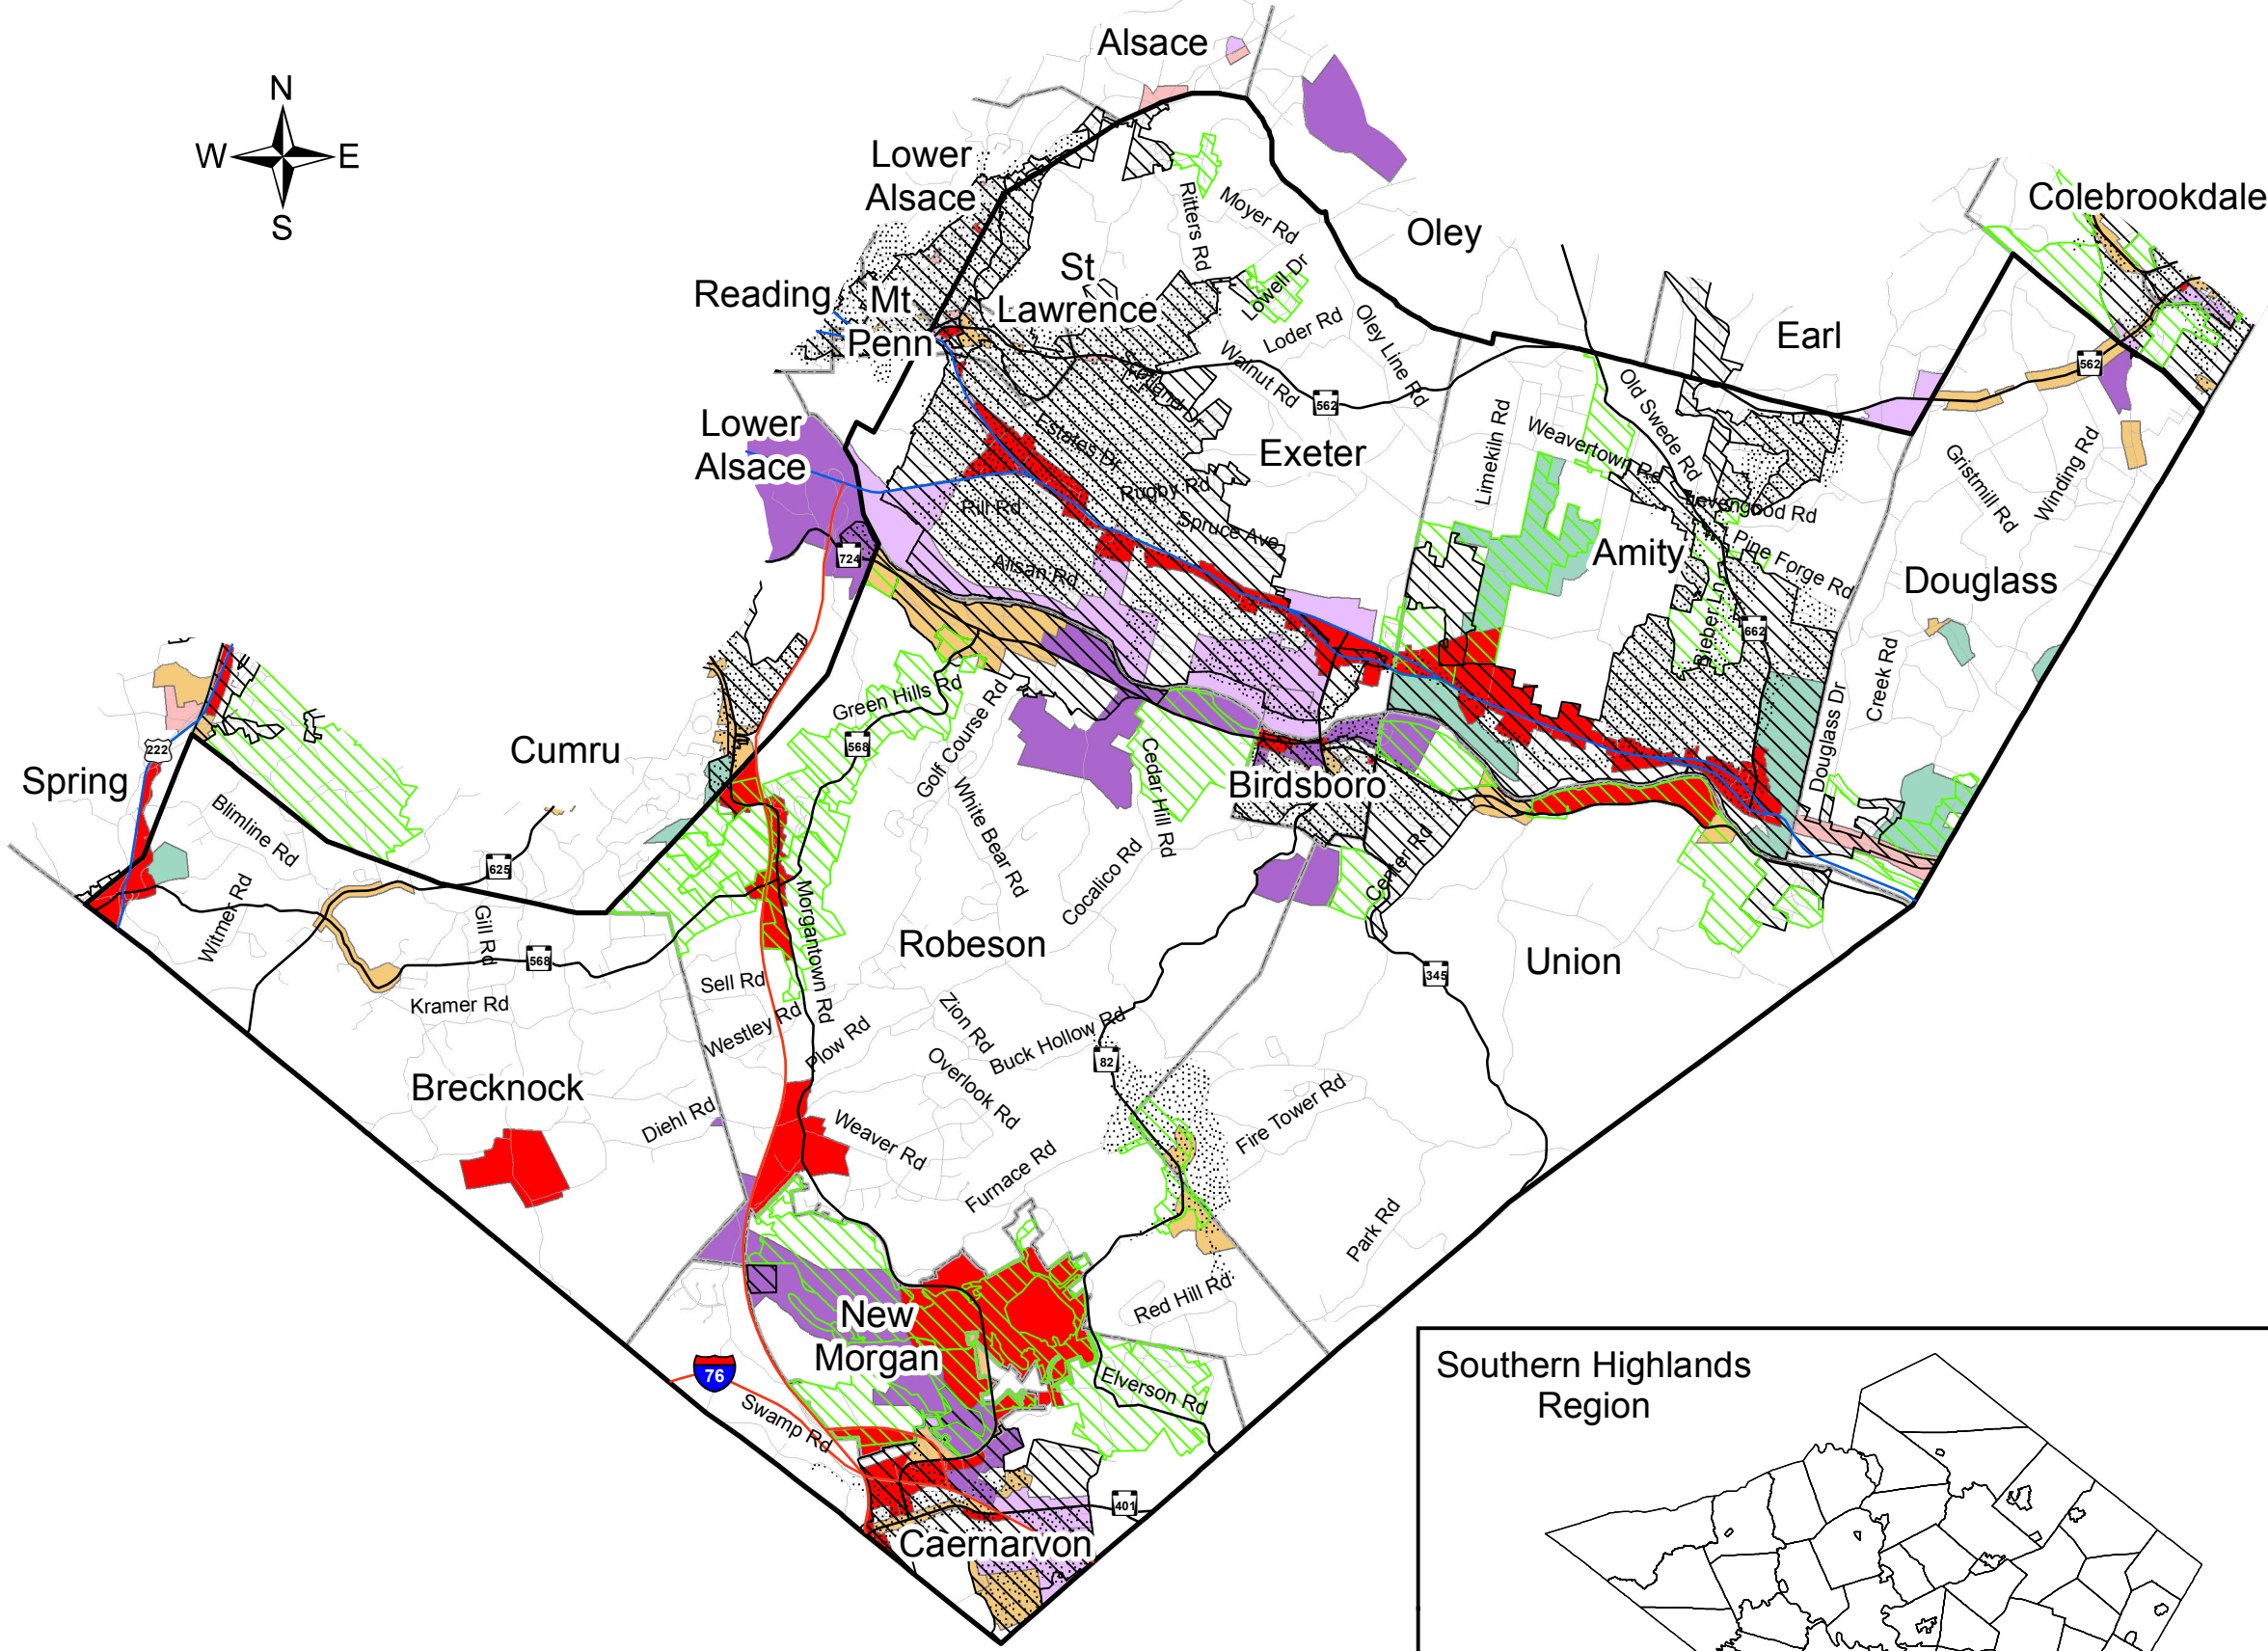 Alsace
N
W
E
S
Lower
Alsace
Colebrookdale
Ritters Rd
Moyer Rd
Oley
St
Lawrence
Lowell Dr
Reading
Mt
Penn
Loder Rd
Oley Line Rd
Earl
Walnut Rd
562
562
Old Swede Rd
Lower
Alsace
Estates Dr
Exeter
Limekiln Rd
Weavertown Rd
Gristmill Rd
Winding Rd
Rugby Rd
Pill Rd
Spruce Ave
Pine Forge Rd
Amity
724
Alisan Rd
Douglass
Bieber Ln
662
Green Hills Rd
Golf Course Rd
568
Creek Rd
Douglass Dr
222
Cumru
Spring
Cedar Hill Rd
Birdsboro
Blimline Rd
White Bear Rd
625
Center Rd
Cocalico Rd
Witmer Rd
Gill Rd
Morgantown Rd
Robeson
568
Union
345
Sell Rd
Kramer Rd
Westley Rd
Plow Rd
Zion Rd
Buck Hollow Rd
82
Overlook Rd
Brecknock
Fire Tower Rd
Diehl Rd
Weaver Rd
Furnace Rd
Park Rd
Red Hill Rd
New
Morgan
76
Elverson Rd
Swamp Rd
401
Caernarvon
Southern Highlands
Region